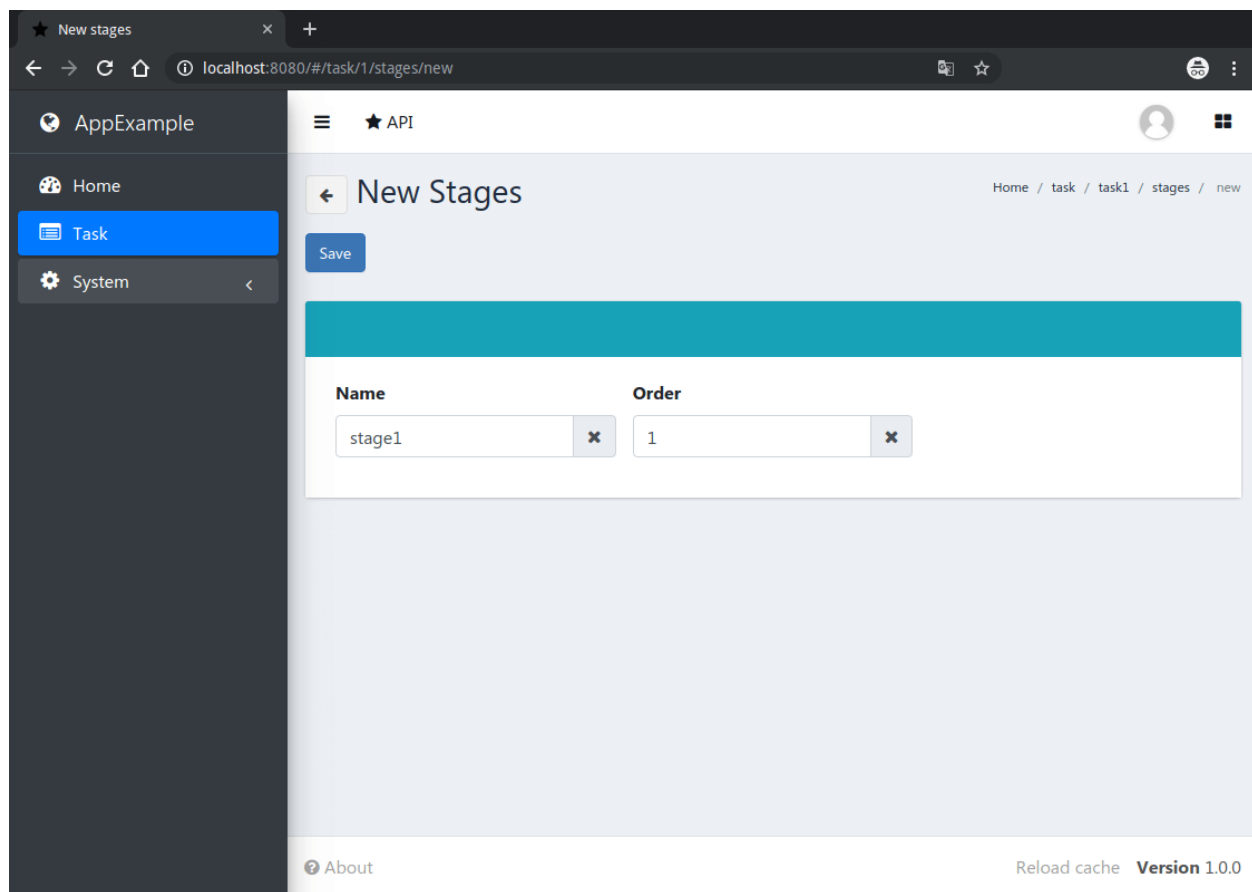 New stages
localhost:8080/#/task/1/stages/new
AppExample
API
Home
Task
System
New Stages
Home / task / task1 / stages / new
Save
Name
Order
stage1
1
About
Reload cache Version 1.0.0